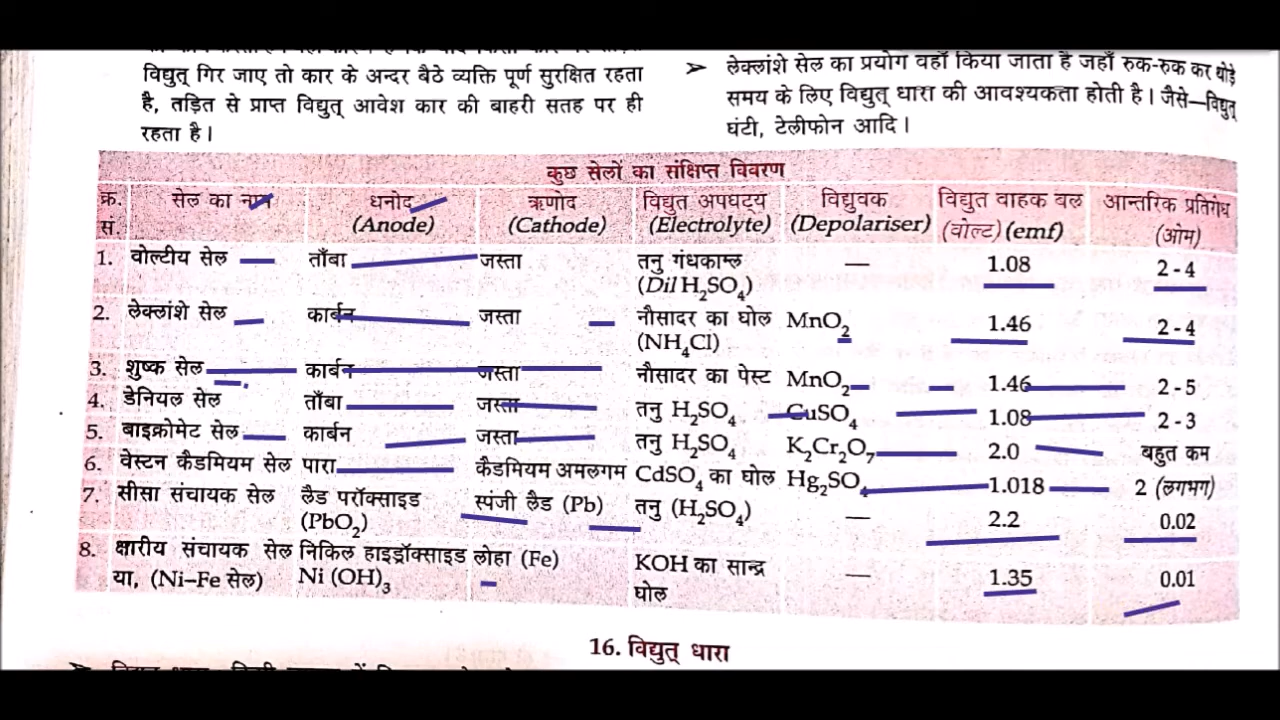 विद्युत् गिर जाए तो कार के अन्दर बैठे व्यक्ति पूर्ण सुरक्षित रहता
है, तड़ित से प्राप्त विद्युत् आवेश कार की बाहरी सतह पर ही
रहता है।
➢ लेक्लांशे सेल का प्रयोग वहाँ किया जाता है जहाँ रुक-रुक कर थोड़े
समय के लिए विद्युत् धारा की आवश्यकता होती है। जैसे—विद्युत्
घंटी, टेलीफोन आदि।
कुछ सेलों का संक्षिप्त विवरण
क्र. सं. सेल का नाम धनोद (Anode) ऋणोद (Cathode) विद्युत अपघट्य (Electrolyte) विद्युवक (Depolariser) विद्युत वाहक बल (वोल्ट) (emf) आन्तरिक प्रतिरोध (ओम)
1. वोल्टीय सेल ताँबा जस्ता तनु गंधकाम्ल (Dil H₂SO₄) — 1.08 2 - 4
2. लेक्लांशे सेल कार्बन जस्ता नौसादर का घोल (NH₄Cl) MnO₂ 1.46 2 - 4
3. शुष्क सेल कार्बन जस्ता नौसादर का पेस्ट MnO₂ 1.46 2 - 5
4. डेनियल सेल ताँबा जस्ता तनु H₂SO₄ CuSO₄ 1.08 2 - 3
5. बाइक्रोमेट सेल कार्बन जस्ता तनु H₂SO₄ K₂Cr₂O₇ 2.0 बहुत कम
6. वेस्टन कैडमियम सेल पारा कैडमियम अमलगम CdSO₄ का घोल Hg₂SO₄ 1.018 2 (लगभग)
7. सीसा संचायक सेल लैड परॉक्साइड (PbO₂) स्पंजी लैड (Pb) तनु (H₂SO₄) — 2.2 0.02
8. क्षारीय संचायक सेल या, (Ni–Fe सेल) निकिल हाइड्रॉक्साइड Ni (OH)₃ लोहा (Fe) KOH का सान्द्र घोल — 1.35 0.01
16. विद्युत् धारा